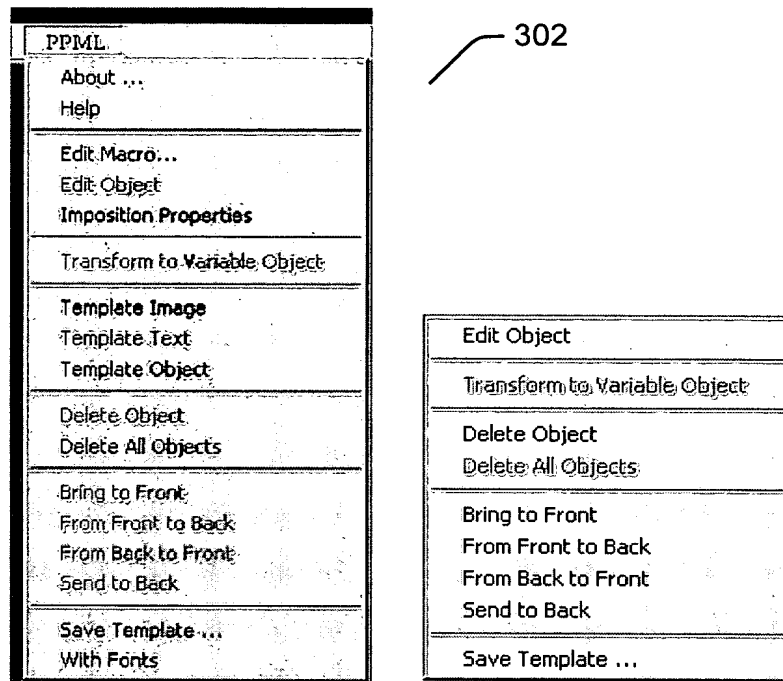 PPML
About ...
Help
Edit Macro...
Edit Object
Imposition Properties
Transform to Variable Object
Template Image
Template Text
Template Object
Delete Object
Delete All Objects
Bring to Front
From Front to Back
From Back to Front
Send to Back
Save Template ...
With Fonts
302
Edit Object
Transform to Variable Object
Delete Object
Delete All Objects
Bring to Front
From Front to Back
From Back to Front
Send to Back
Save Template ...